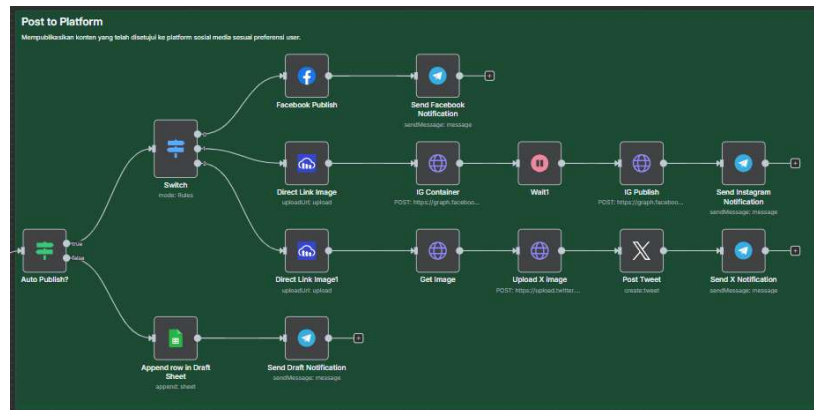 Post to Platform
Mempublikasikan konten yang telah disetujui ke platform sosial media sesuai preferensi user.
Facebook Publish
Send Facebook
Notification
sendMessage: message
0
1
2
Switch
mode: Rules
Direct Link Image
uploadUrl: upload
IG Container
POST: https://graph.faceboo...
Wait1
IG Publish
POST: https://graph.faceboo...
Send Instagram
Notification
sendMessage: message
true
false
Auto Publish?
Direct Link Image1
uploadUrl: upload
Get Image
Upload X Image
POST: https://upload.twitter....
Post Tweet
create:tweet
Send X Notification
sendMessage: message
Append row in Draft
Sheet
append: sheet
Send Draft Notification
sendMessage: message